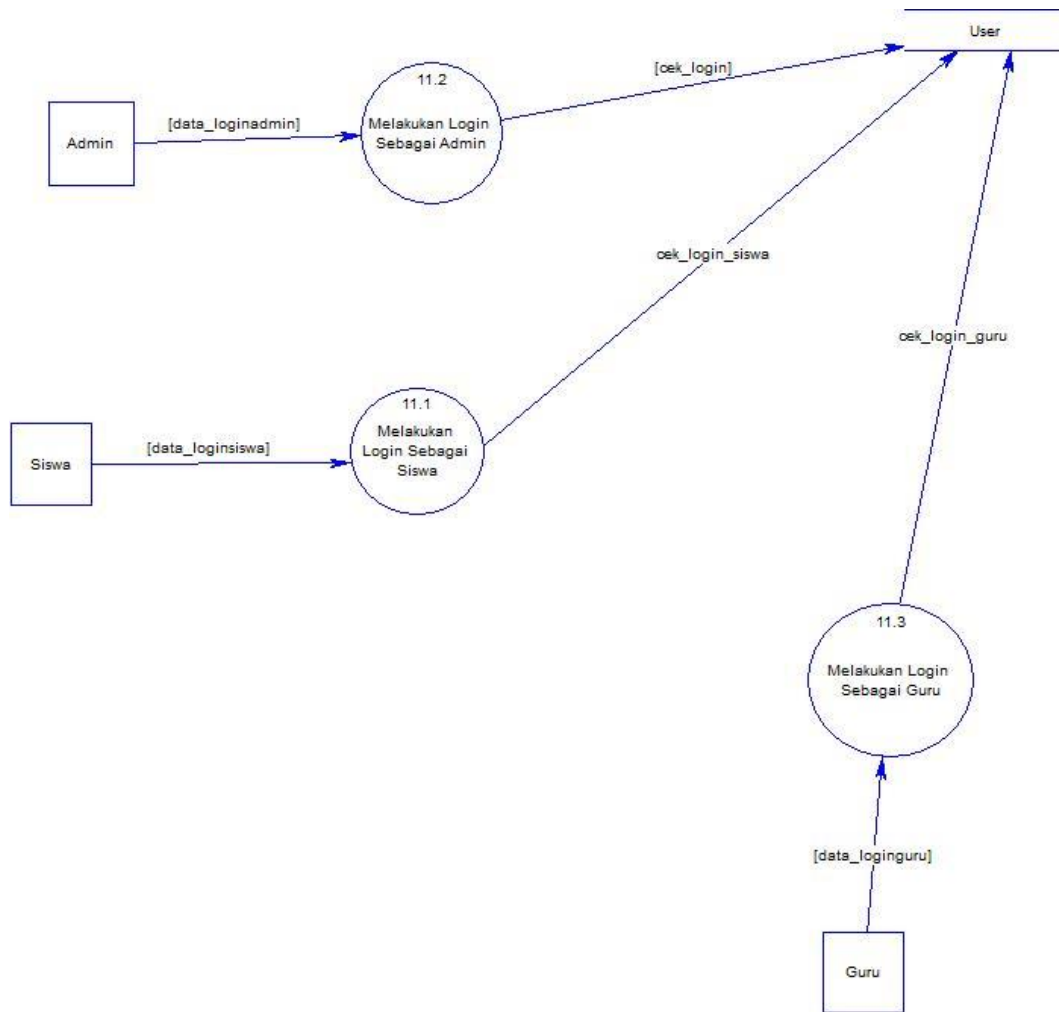 User
11.2
[cek_login]
Melakukan Login
Sebagai Admin
[data_loginadmin]
Admin
cek_login_siswa
cek_login_guru
11.1
Melakukan
Login Sebagai
Siswa
[data_loginsiswa]
Siswa
11.3
Melakukan Login
Sebagai Guru
[data_loginguru]
Guru